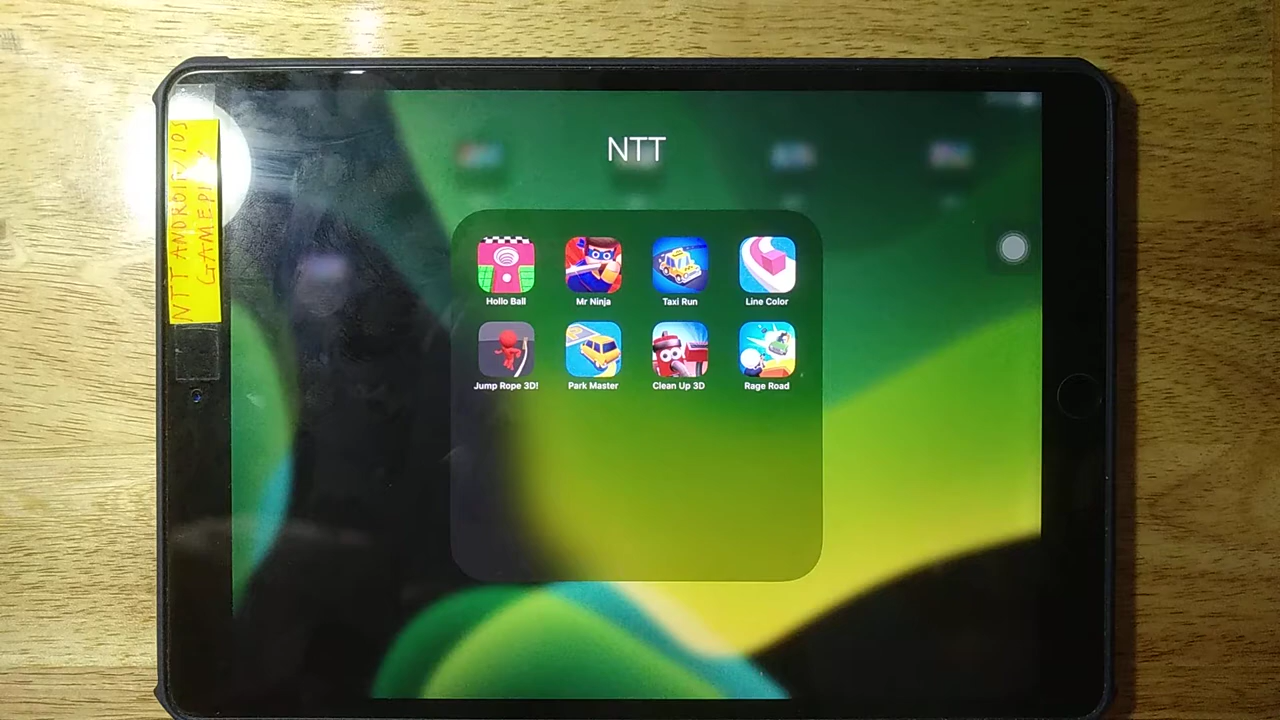 NTT ANDROID/IOS
NTT
Hollo Ball
Mr Ninja
Taxi Run
Line Color
Jump Rope 3D!
Park Master
Clean Up 3D
Rage Road